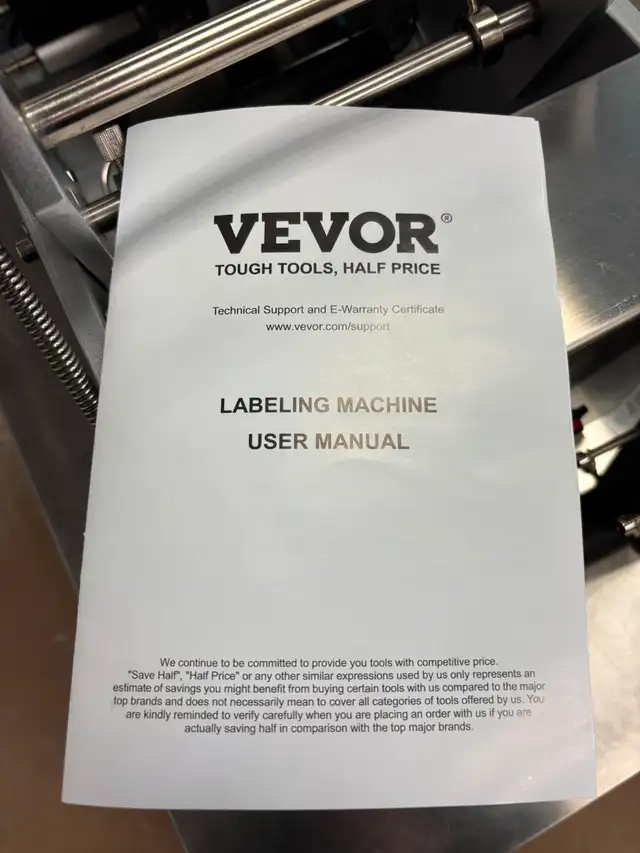 VEVOR®
TOUGH TOOLS, HALF PRICE
Technical Support and E-Warranty Certificate
www.vevor.com/support
LABELING MACHINE
USER MANUAL
We continue to be committed to provide you tools with competitive price.
"Save Half", "Half Price" or any other similar expressions used by us only represents an
estimate of savings you might benefit from buying certain tools with us compared to the major
top brands and does not necessarily mean to cover all categories of tools offered by us. You
are kindly reminded to verify carefully when you are placing an order with us if you are
actually saving half in comparison with the top major brands.